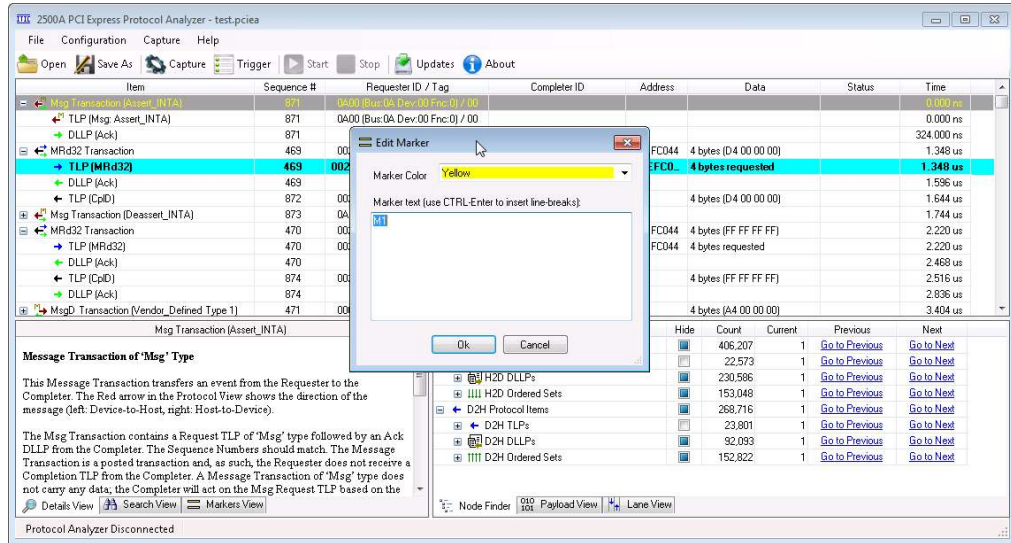 2500A PCI Express Protocol Analyzer - test.pciea
File Configuration Capture Help
Open Save As Capture Trigger Start Stop Updates About
Item Sequence # Requester ID / Tag Completer ID Address Data Status Time
Msg Transaction (Assert_INTA) 871 0A00 (Bus:0A Dev:00 Fnc:0) / 00 0.000 ns
TLP (Msg: Assert_INTA) 871 0A00 (Bus:0A Dev:00 Fnc:0) / 00 0.000 ns
DLLP (Ack) 871 324.000 ns
MRd32 Transaction 469 002 FC044 4 bytes (D4 00 00 00) 1.348 us
TLP (MRd32) 469 002 EFC0... 4 bytes requested 1.348 us
DLLP (Ack) 469 1.596 us
TLP (CplD) 872 002 4 bytes (D4 00 00 00) 1.644 us
Msg Transaction (Deassert_INTA) 873 0A 1.744 us
MRd32 Transaction 470 002 FC044 4 bytes (FF FF FF FF) 2.220 us
TLP (MRd32) 470 002 FC044 4 bytes requested 2.220 us
DLLP (Ack) 470 2.468 us
TLP (CplD) 874 002 4 bytes (FF FF FF FF) 2.516 us
DLLP (Ack) 874 2.836 us
MsgD Transaction (Vendor_Defined Type 1) 471 00 4 bytes (A4 00 00 00) 3.404 us
Edit Marker
Marker Color Yellow
Marker text (use CTRL-Enter to insert line-breaks):
M1
Ok Cancel
Msg Transaction (Assert_INTA)
Message Transaction of 'Msg' Type
This Message Transaction transfers an event from the Requester to the
Completer. The Red arrow in the Protocol View shows the direction of the
message (left: Device-to-Host, right: Host-to-Device).
The Msg Transaction contains a Request TLP of 'Msg' type followed by an Ack
DLLP from the Completer. The Sequence Numbers should match. The Message
Transaction is a posted transaction and, as such, the Requester does not receive a
Completion TLP from the Completer. A Message Transaction of 'Msg' type does
not carry any data; the Completer will act on the Msg Request TLP based on the
Details View Search View Markers View
Hide Count Current Previous Next
406,207 1 Go to Previous Go to Next
22,573 1 Go to Previous Go to Next
H2D DLLPs 230,586 1 Go to Previous Go to Next
H2D Ordered Sets 153,048 1 Go to Previous Go to Next
D2H Protocol Items 268,716 1 Go to Previous Go to Next
D2H TLPs 23,801 1 Go to Previous Go to Next
D2H DLLPs 92,093 1 Go to Previous Go to Next
D2H Ordered Sets 152,822 1 Go to Previous Go to Next
Node Finder Payload View Lane View
Protocol Analyzer Disconnected